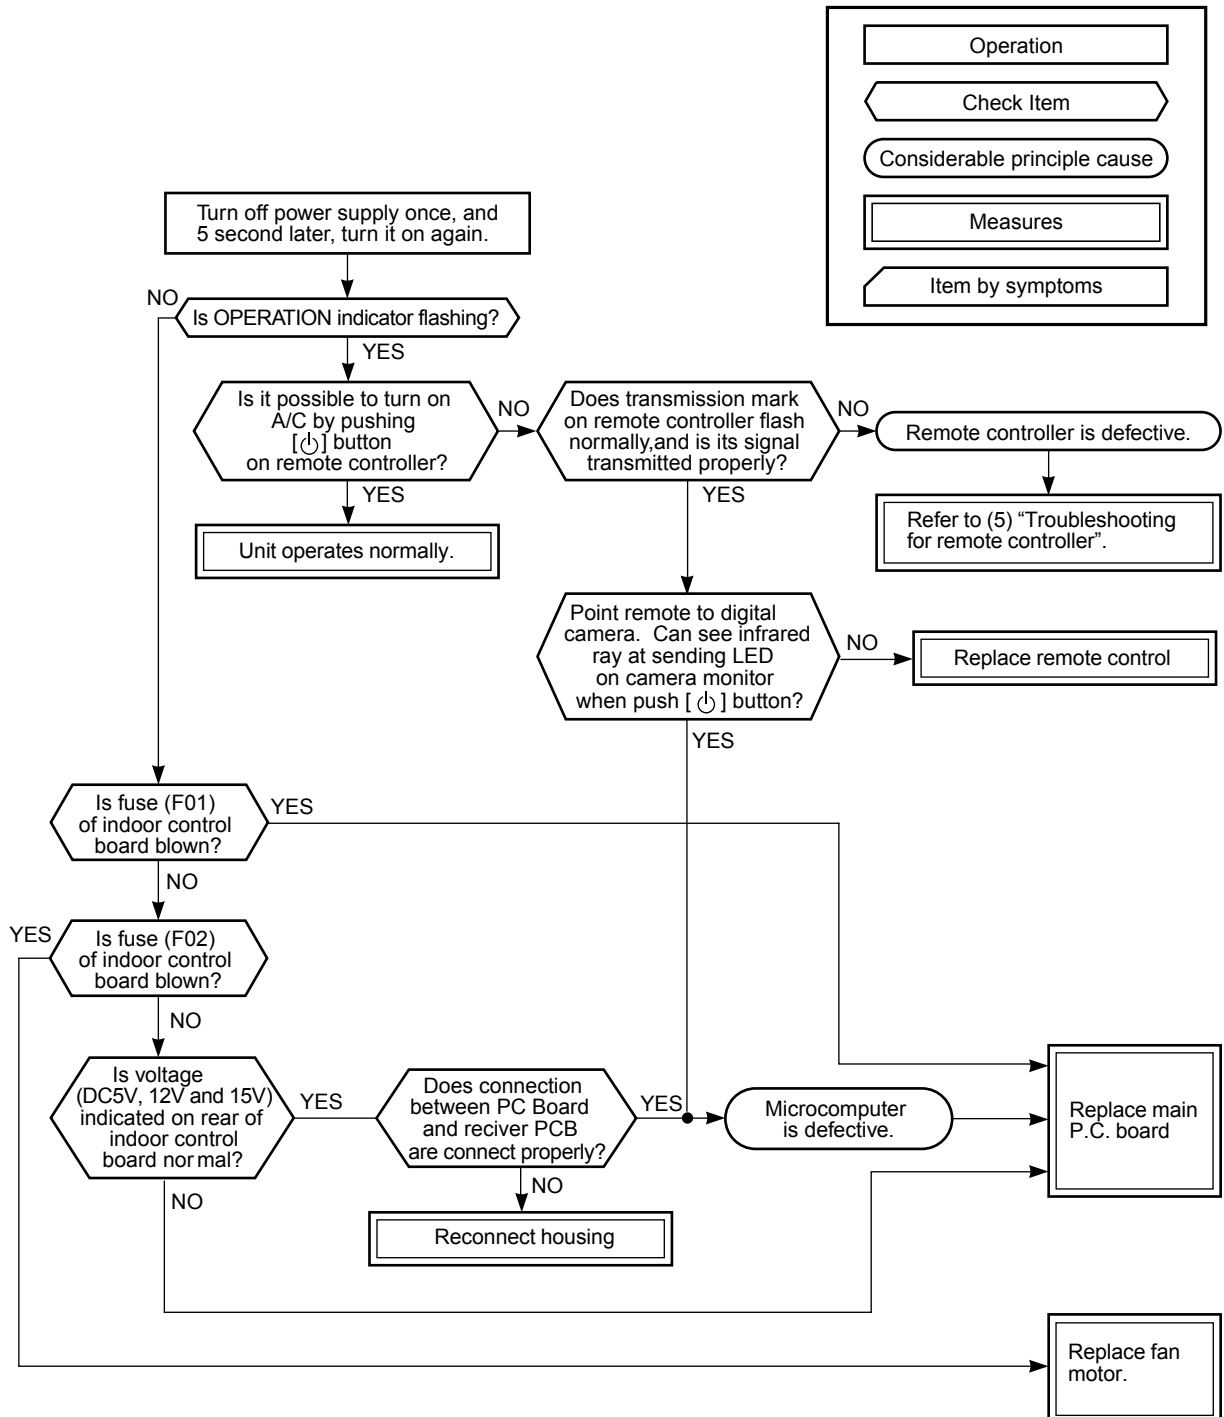 Operation
Check Item
Considerable principle cause
Measures
Item by symptoms
Turn off power supply once, and
5 second later, turn it on again.
NO
Is OPERATION indicator flashing?
YES
Is it possible to turn on
A/C by pushing
[⏻] button
on remote controller?
NO
Does transmission mark
on remote controller flash
normally,and is its signal
transmitted properly?
NO
Remote controller is defective.
YES
YES
Unit operates normally.
Refer to (5) “Troubleshooting
for remote controller”.
Point remote to digital
camera. Can see infrared
ray at sending LED
on camera monitor
when push [ ⏻ ] button?
NO
Replace remote control
YES
Is fuse (F01)
of indoor control
board blown?
YES
NO
YES
Is fuse (F02)
of indoor control
board blown?
NO
Is voltage
(DC5V, 12V and 15V)
indicated on rear of
indoor control
board nor mal?
YES
Does connection
between PC Board
and reciver PCB
are connect properly?
YES
Microcomputer
is defective.
Replace main
P.C. board
NO
NO
Reconnect housing
Replace fan
motor.